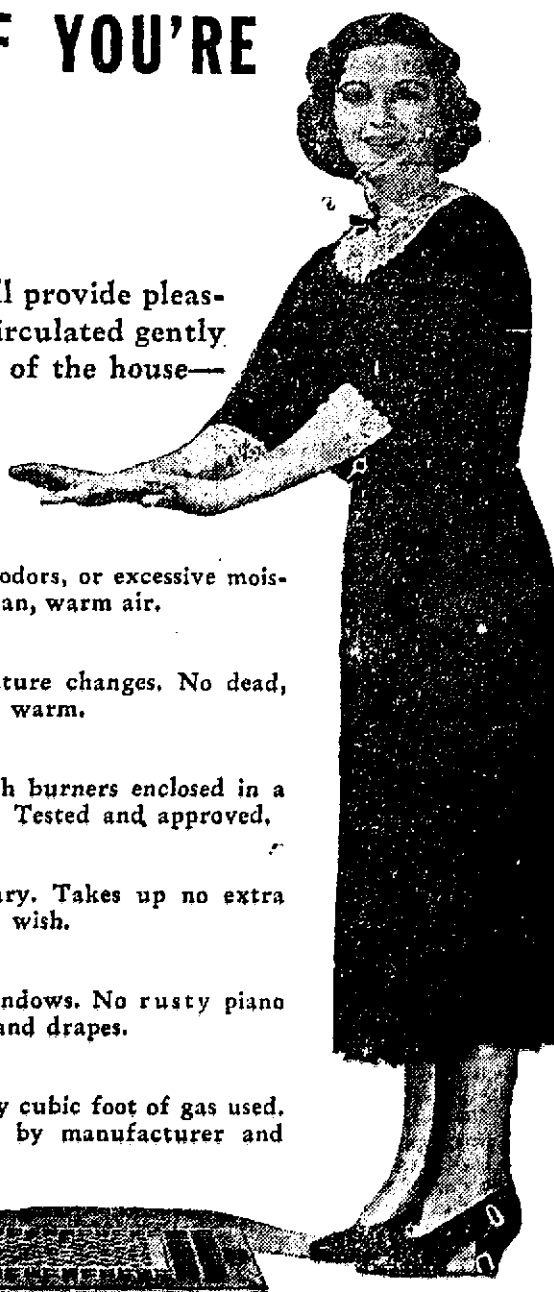 F YOU'RE
l provide pleas-
irculated gently
of the house—
odors, or excessive mois-
an, warm air.
ture changes. No dead,
warm.
h burners enclosed in a
Tested and approved.
ary. Takes up no extra
wish.
ndows. No rusty piano
and drapes.
y cubic foot of gas used.
by manufacturer and